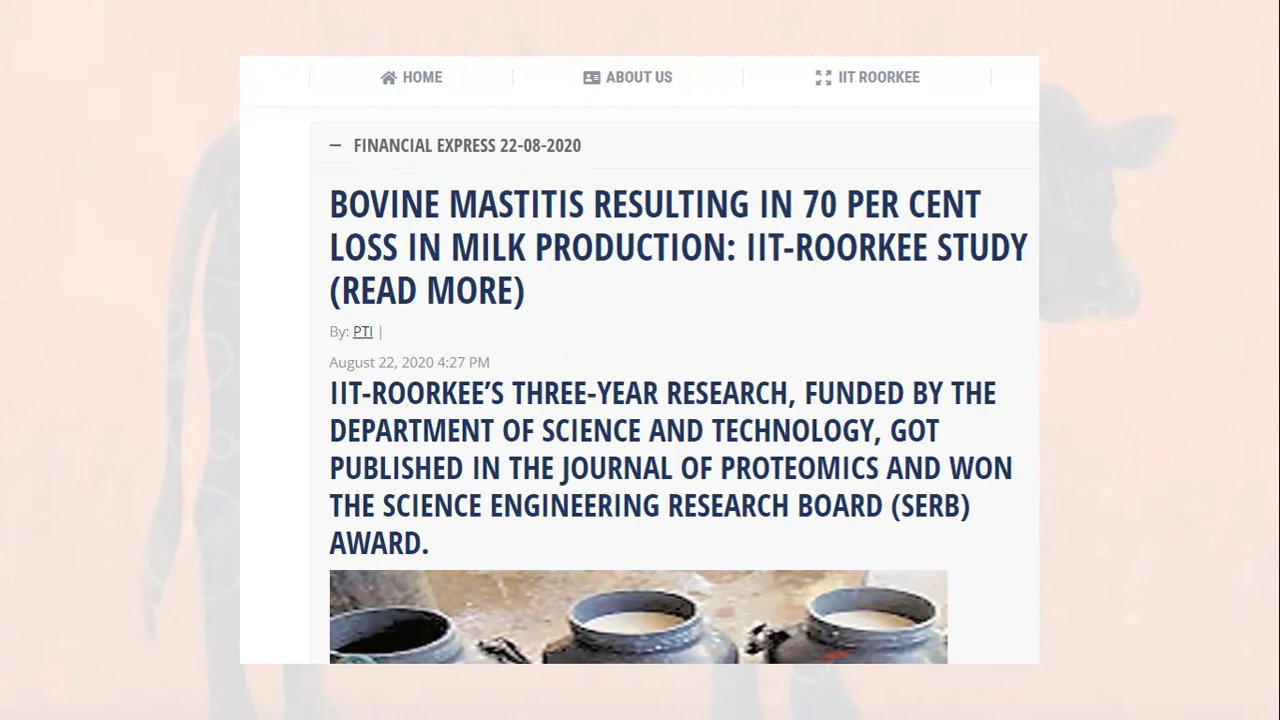 HOME ABOUT US IIT ROORKEE
— FINANCIAL EXPRESS 22-08-2020
BOVINE MASTITIS RESULTING IN 70 PER CENT
LOSS IN MILK PRODUCTION: IIT-ROORKEE STUDY
(READ MORE)
By: PTI |
August 22, 2020 4:27 PM
IIT-ROORKEE’S THREE-YEAR RESEARCH, FUNDED BY THE
DEPARTMENT OF SCIENCE AND TECHNOLOGY, GOT
PUBLISHED IN THE JOURNAL OF PROTEOMICS AND WON
THE SCIENCE ENGINEERING RESEARCH BOARD (SERB)
AWARD.